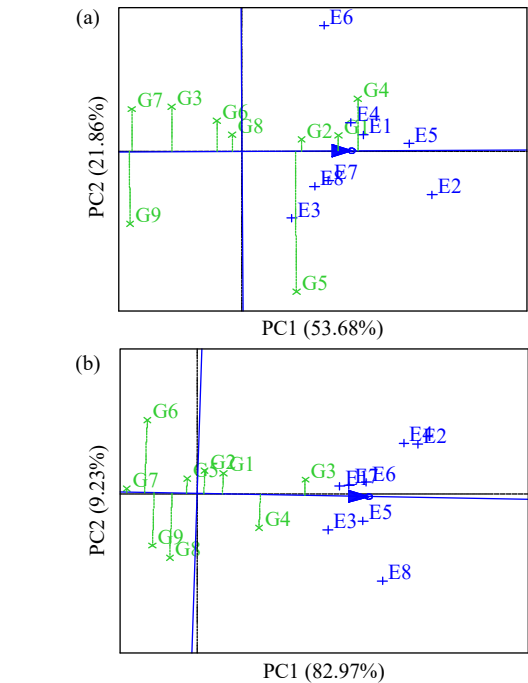 (a)
E6
G4
G7
G3
G6
E4
G8
E1
G2
G1
E5
E7
E8
E2
E3
G9
G5
PC2 (21.86%)
PC1 (53.68%)
(b)
G6
E4
E2
G5
G2
G1
G3
E1
E7
E6
G7
G4
E3
E5
G9
G8
E8
PC2 (9.23%)
PC1 (82.97%)